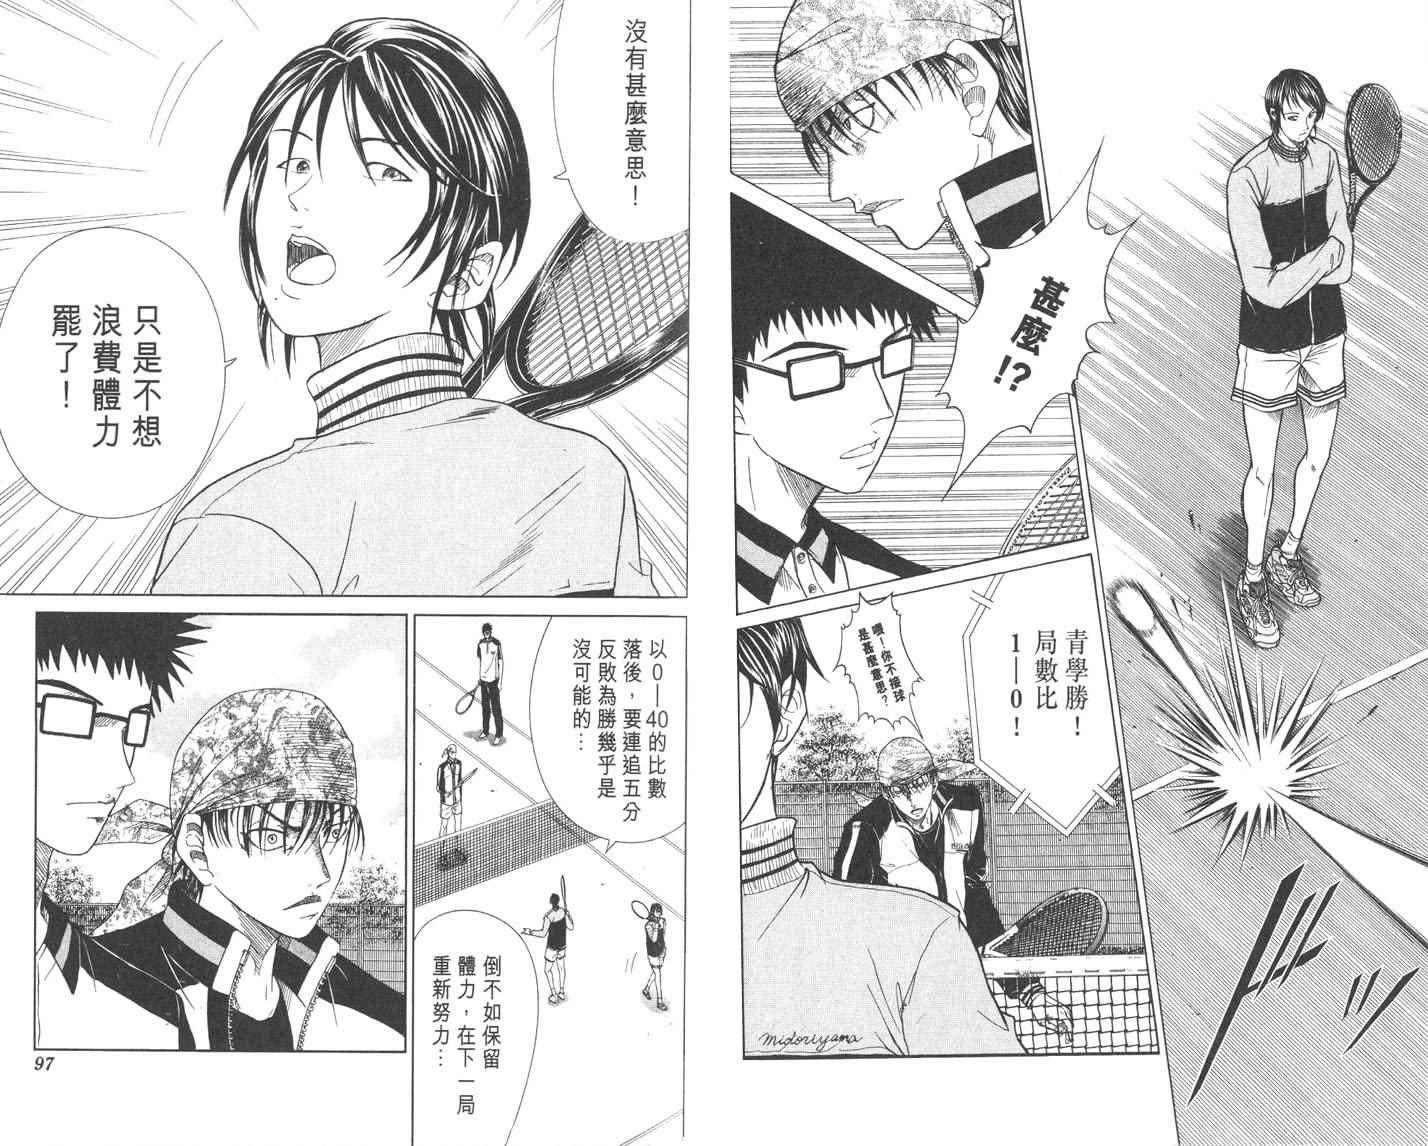 甚麼!?
青學勝！
局數比
1—0！
喂！你不接球
是甚麼意思？
midoriyama
沒有甚麼意思！
只是不想
浪費體力
罷了！
以0—40的比數
落後，要連追五分
反敗為勝幾乎是
沒可能的…
倒不如保留
體力，在下一局
重新努力…
97